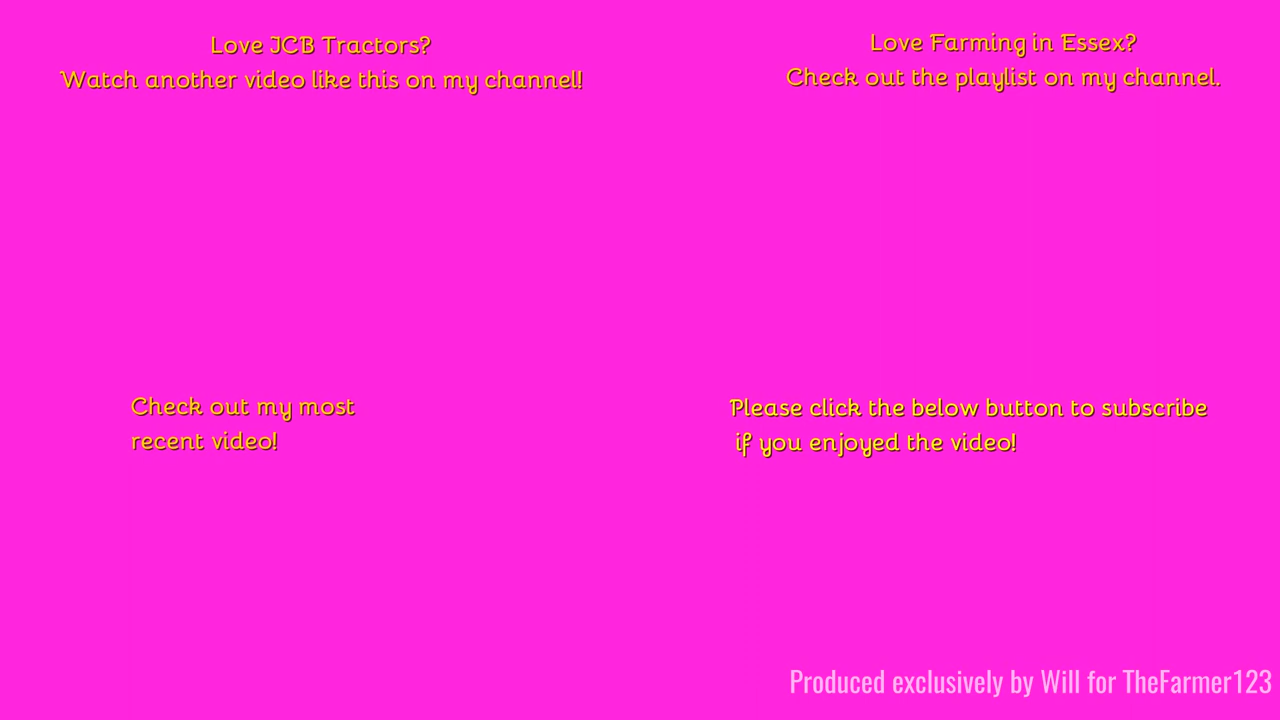 Love JCB Tractors?
Watch another video like this on my channel!
Love Farming in Essex?
Check out the playlist on my channel.
Check out my most
recent video!
Please click the below button to subscribe
if you enjoyed the video!
Produced exclusively by Will for TheFarmer123